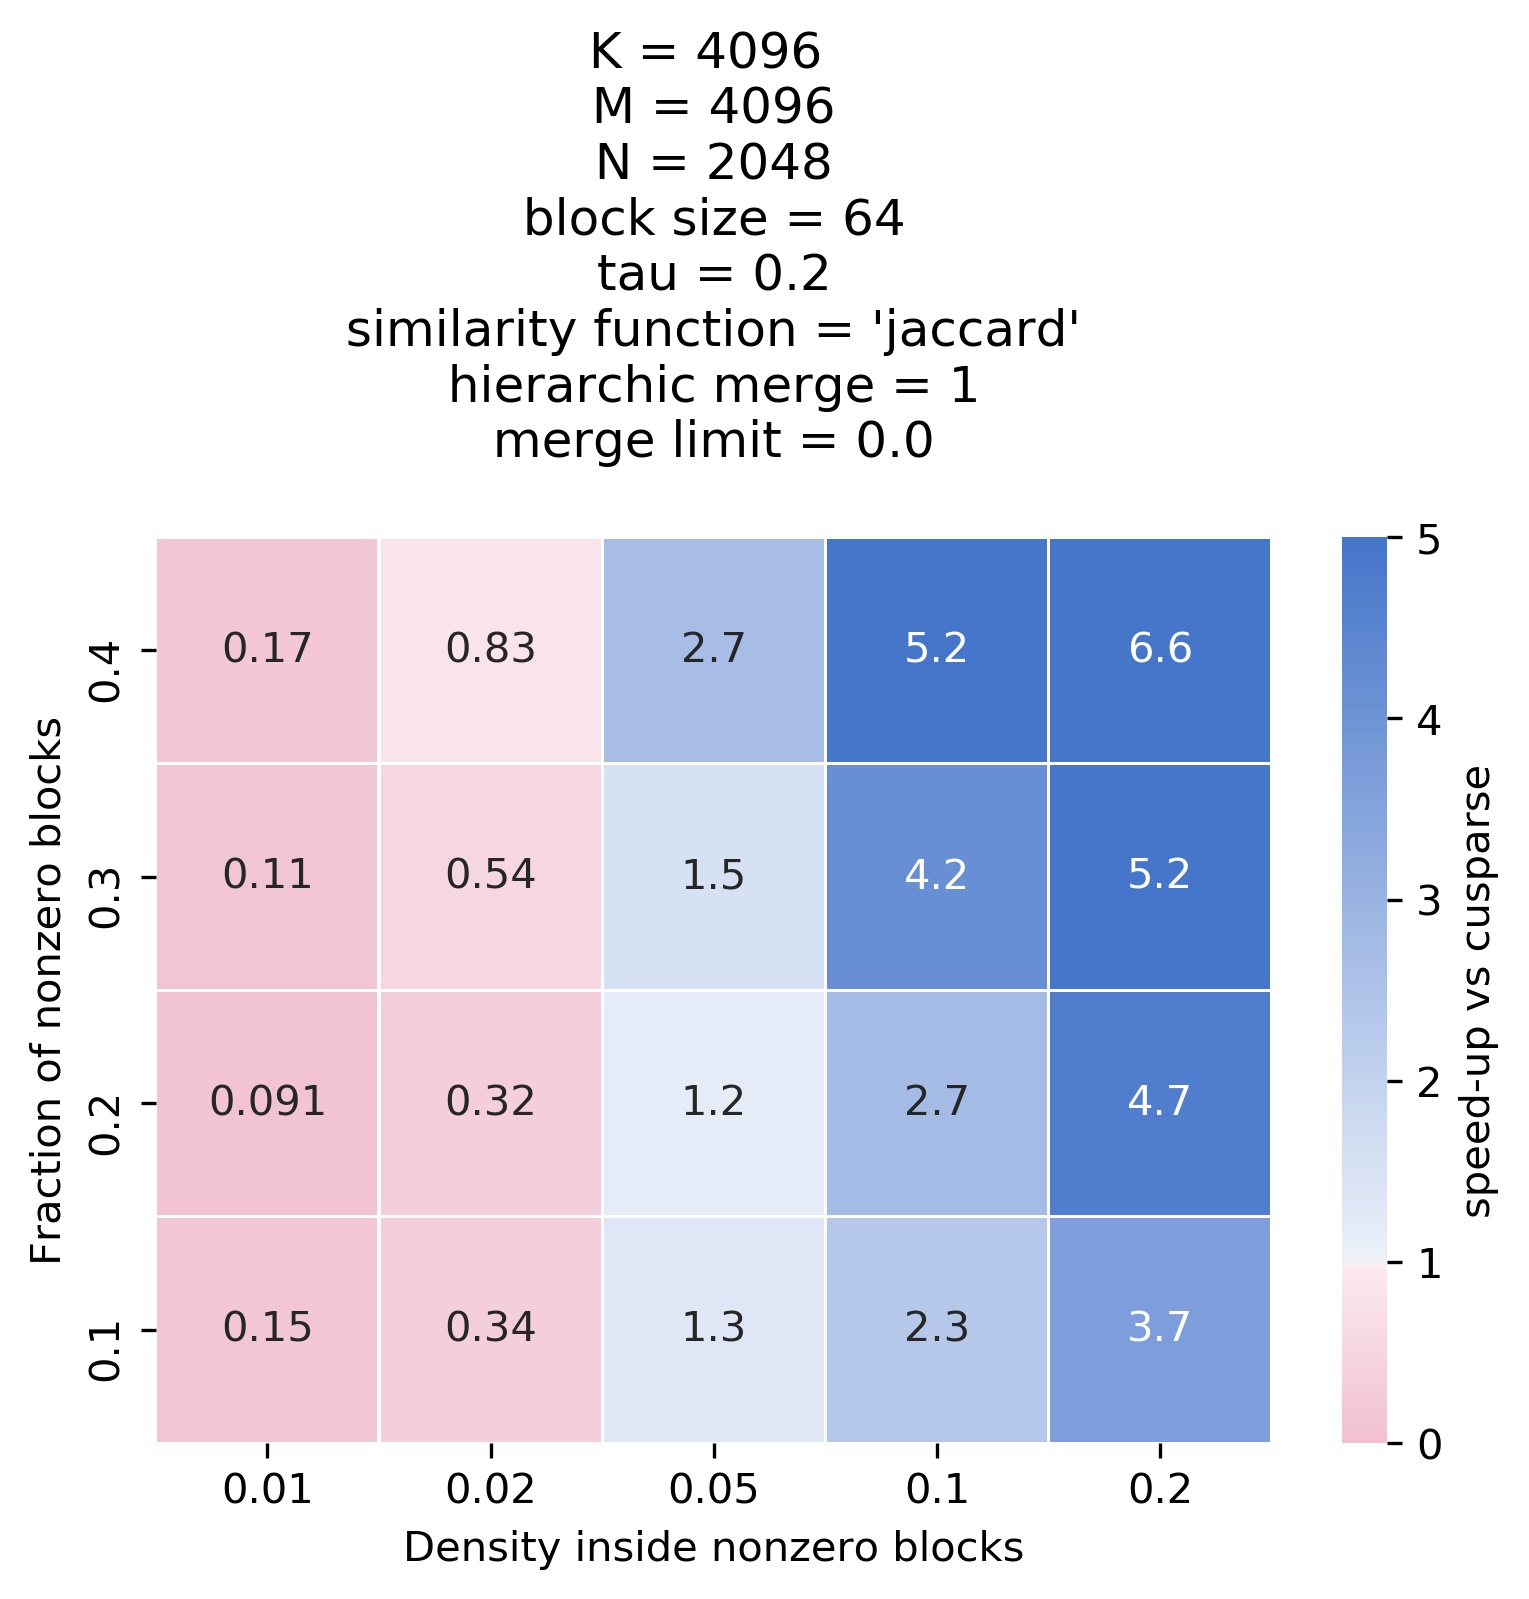 K = 4096
M = 4096
N = 2048
block size = 64
tau = 0.2
similarity function = 'jaccard'
hierarchic merge = 1
merge limit = 0.0
Fraction of nonzero blocks
0.4 0.17 0.83 2.7 5.2 6.6
0.3 0.11 0.54 1.5 4.2 5.2
0.2 0.091 0.32 1.2 2.7 4.7
0.1 0.15 0.34 1.3 2.3 3.7
0.01 0.02 0.05 0.1 0.2
Density inside nonzero blocks
5
4
3
2
1
0
speed-up vs cusparse